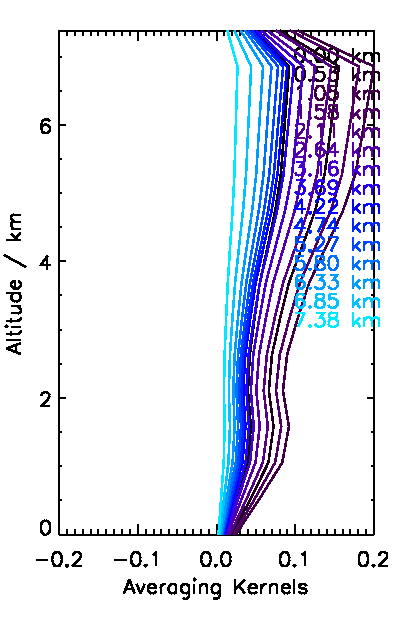 0.00 km
0.53 km
1.05 km
1.58 km
2.11 km
2.64 km
3.16 km
3.69 km
4.22 km
4.74 km
5.27 km
5.80 km
6.33 km
6.85 km
7.38 km
6
4
2
0
Altitude / km
-0.2 -0.1 0.0 0.1 0.2
Averaging Kernels